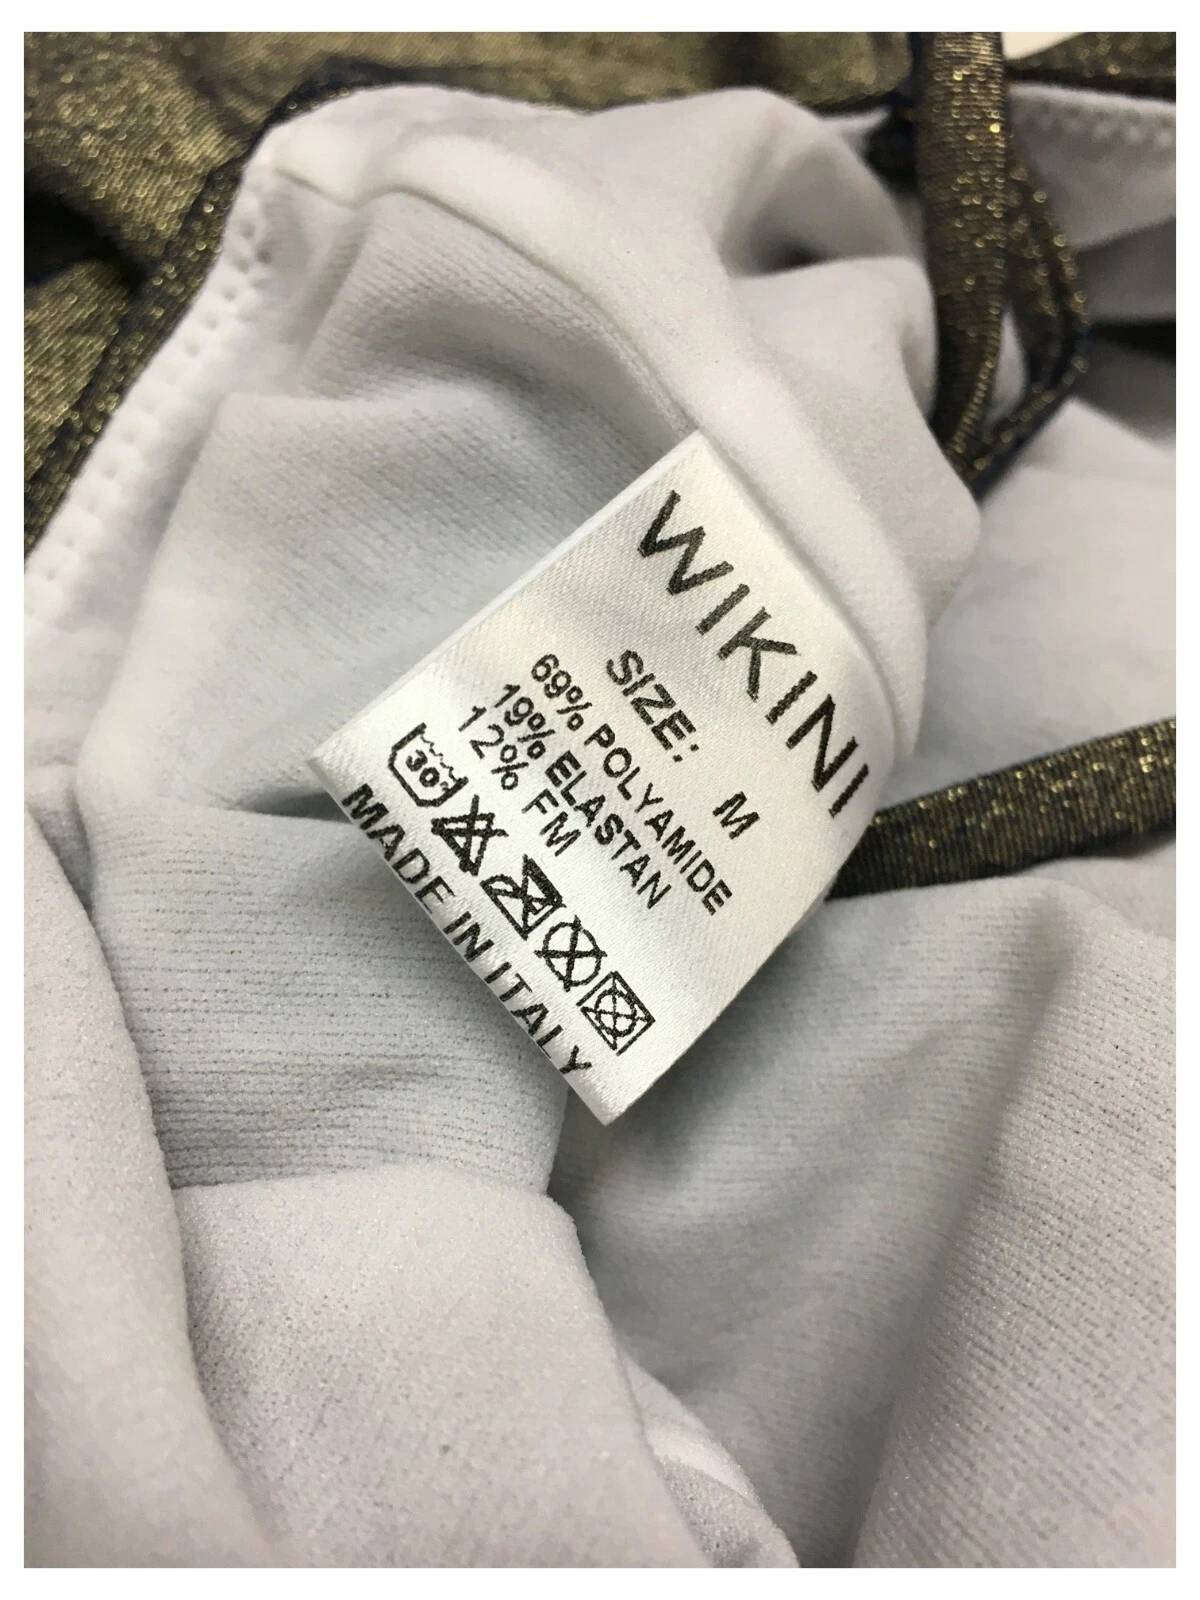 WIKINI
SIZE: M
69% POLYAMIDE
19% ELASTAN
12% FM
30°
MADE IN ITALY